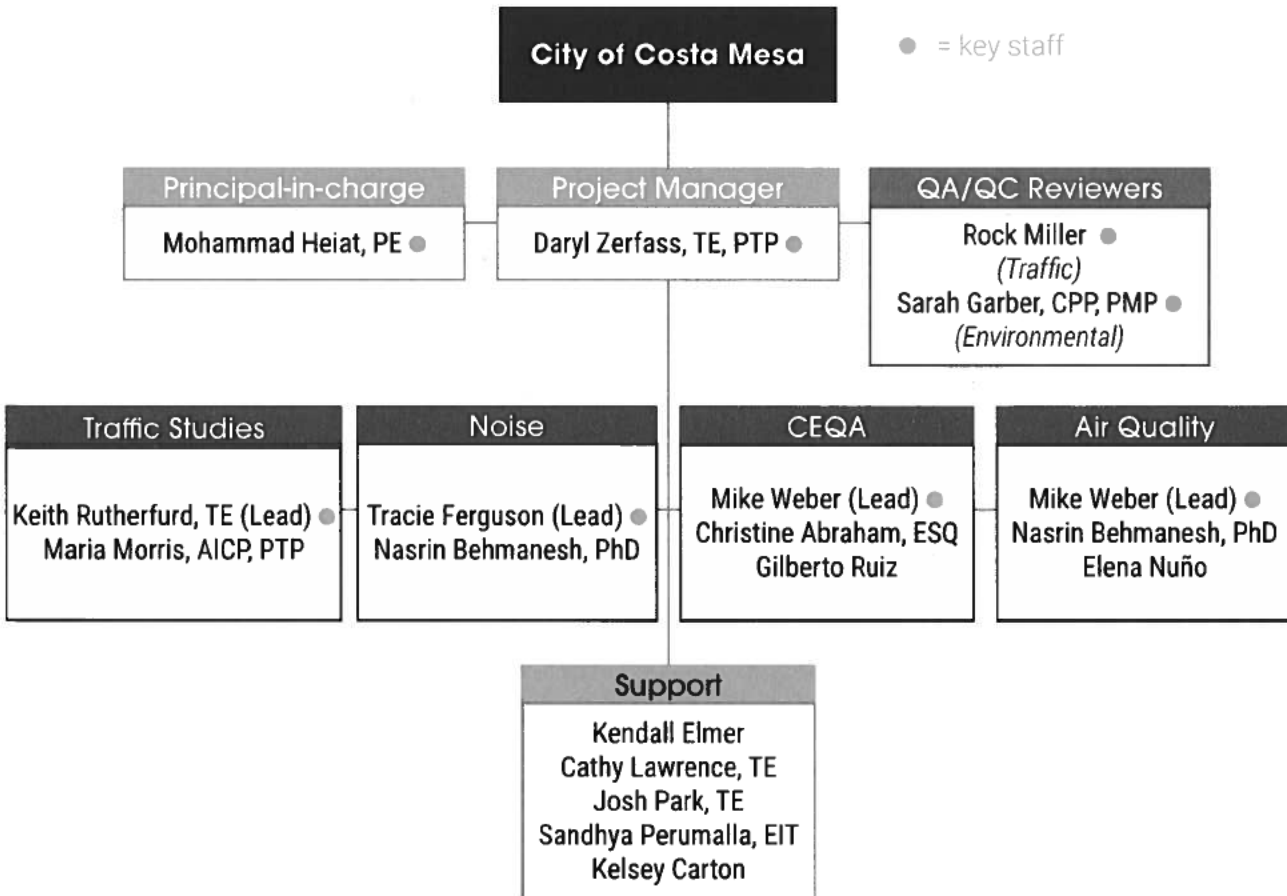 City of Costa Mesa
= key staff
Principal-in-charge
Mohammad Heiat, PE
Project Manager
Daryl Zerfass, TE, PTP
QA/QC Reviewers
Rock Miller
(Traffic)
Sarah Garber, CPP, PMP
(Environmental)
Traffic Studies
Keith Rutherfurd, TE (Lead)
Maria Morris, AICP, PTP
Noise
Tracie Ferguson (Lead)
Nasrin Behmanesh, PhD
CEQA
Mike Weber (Lead)
Christine Abraham, ESQ
Gilberto Ruiz
Air Quality
Mike Weber (Lead)
Nasrin Behmanesh, PhD
Elena Nuño
Support
Kendall Elmer
Cathy Lawrence, TE
Josh Park, TE
Sandhya Perumalla, EIT
Kelsey Carton